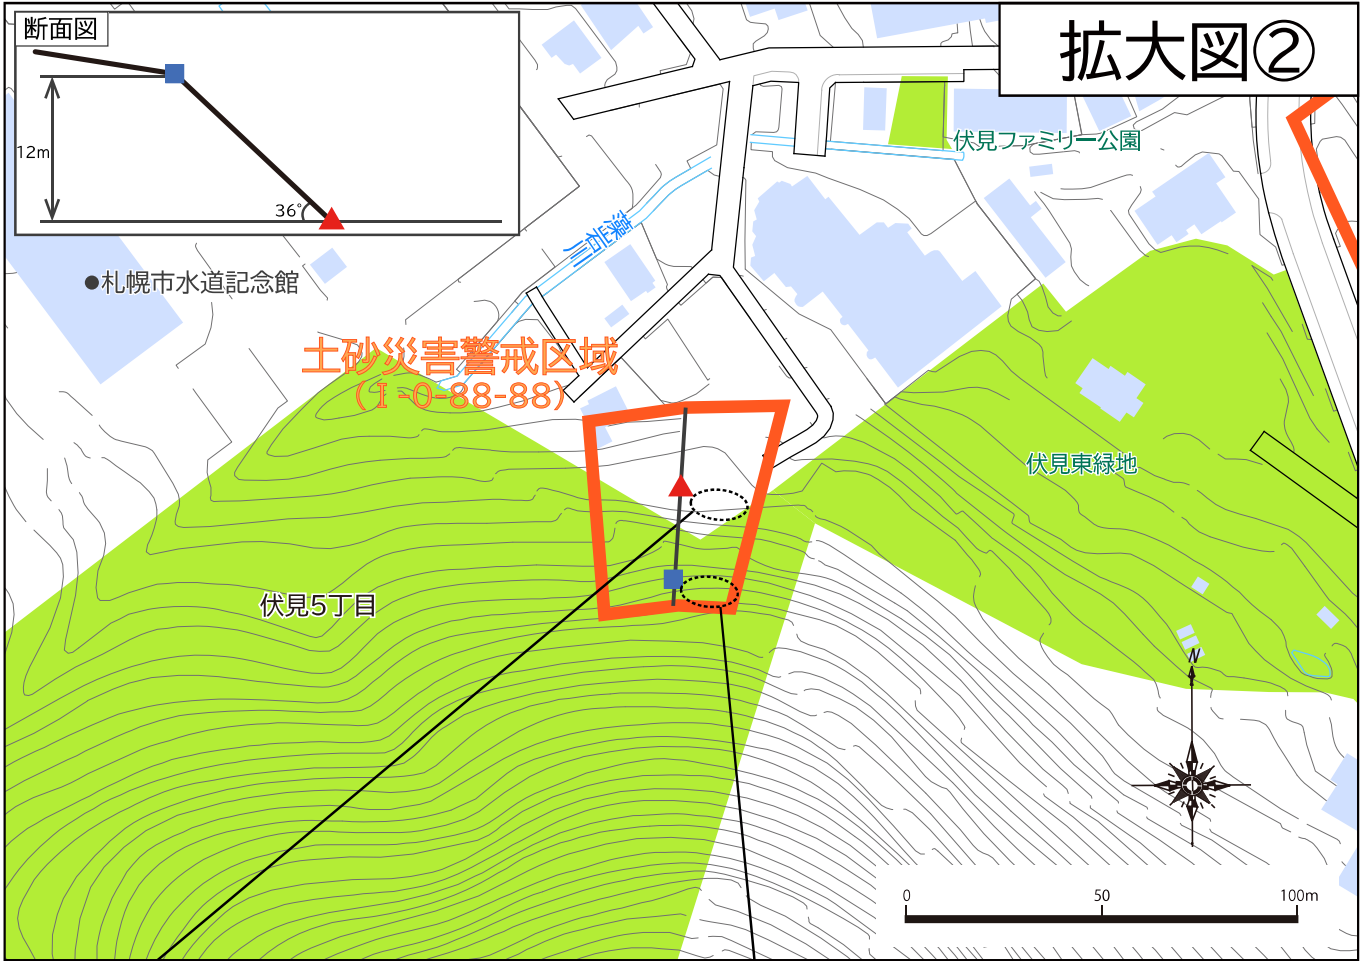 断面図
12m
36°
拡大図②
伏見ファミリー公園
藻岩川
●札幌市水道記念館
土砂災害警戒区域
(Ⅰ-0-88-88)
伏見東緑地
伏見5丁目
N
0 50 100m